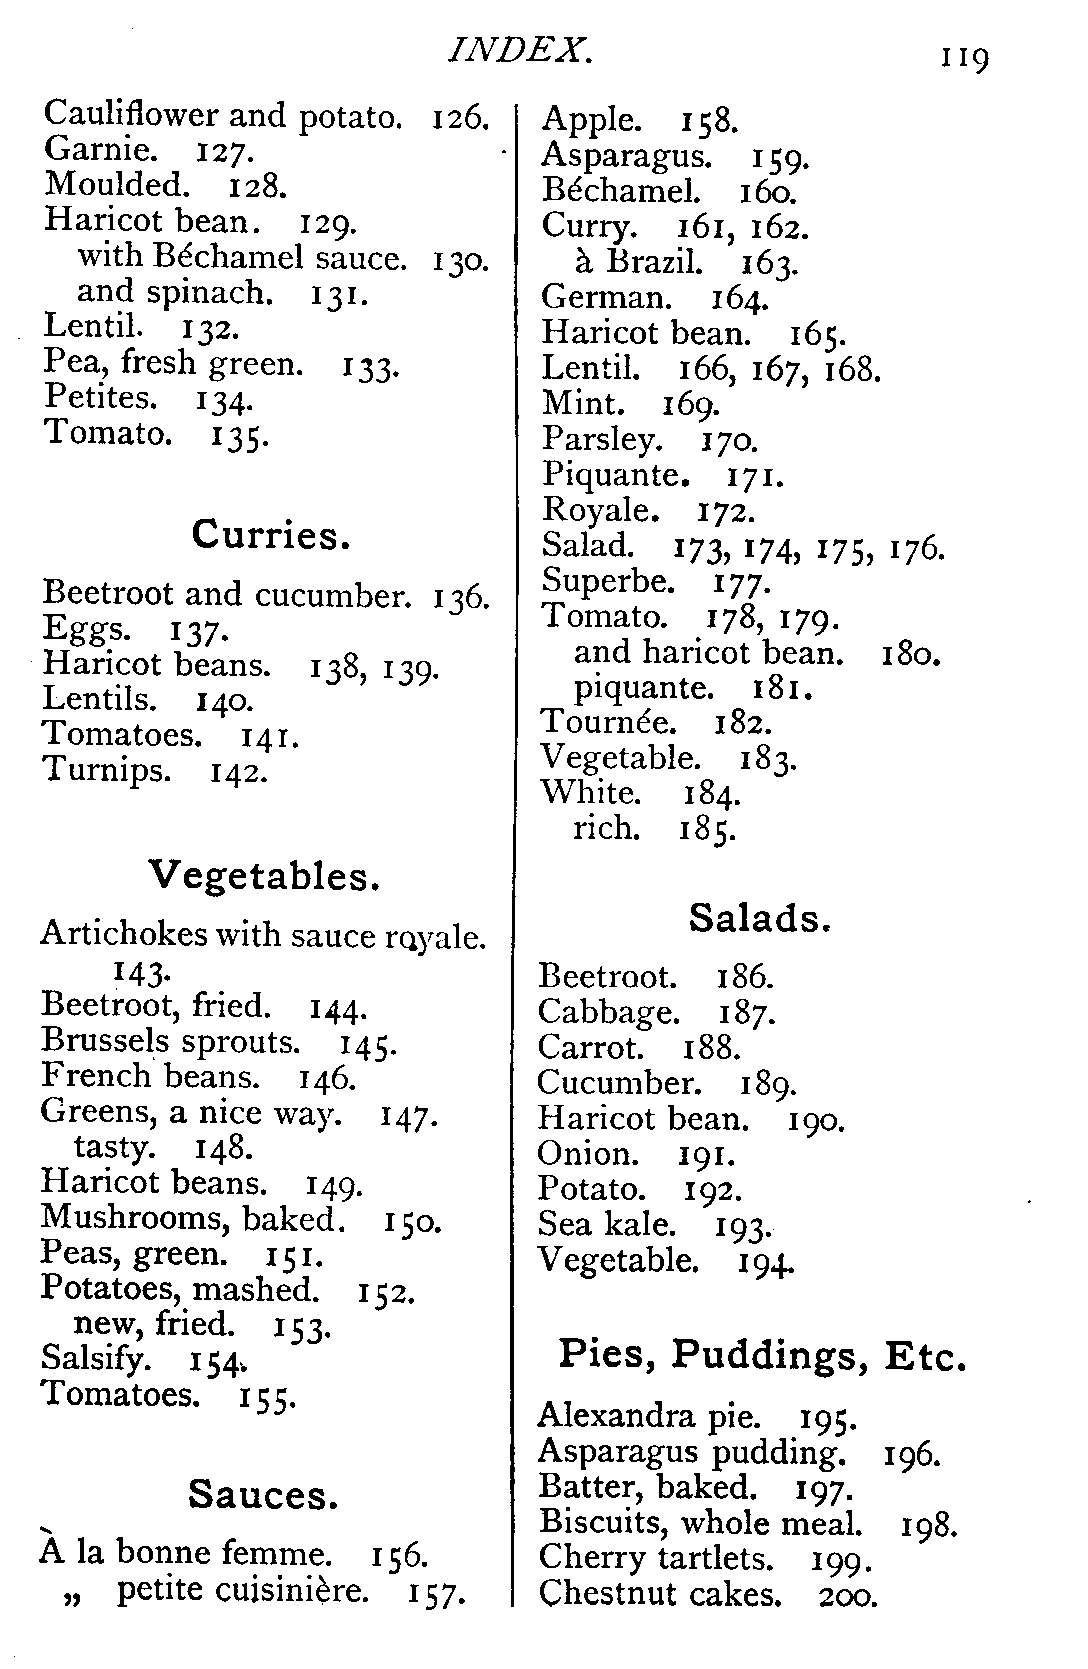 INDEX.
119
Cauliflower and potato. 126.
Garnie. 127.
Moulded. 128.
Haricot bean. 129.
with Béchamel sauce. 130.
and spinach. 131.
Lentil. 132.
Pea, fresh green. 133.
Petites. 134.
Tomato. 135.
Curries.
Beetroot and cucumber. 136.
Eggs. 137.
Haricot beans. 138, 139.
Lentils. 140.
Tomatoes. 141.
Turnips. 142.
Vegetables.
Artichokes with sauce royale.
143.
Beetroot, fried. 144.
Brussels sprouts. 145.
French beans. 146.
Greens, a nice way. 147.
tasty. 148.
Haricot beans. 149.
Mushrooms, baked. 150.
Peas, green. 151.
Potatoes, mashed. 152.
new, fried. 153.
Salsify. 154.
Tomatoes. 155.
Sauces.
À la bonne femme. 156.
„ petite cuisinière. 157.
Apple. 158.
Asparagus. 159.
Béchamel. 160.
Curry. 161, 162.
à Brazil. 163.
German. 164.
Haricot bean. 165.
Lentil. 166, 167, 168.
Mint. 169.
Parsley. 170.
Piquante. 171.
Royale. 172.
Salad. 173, 174, 175, 176.
Superbe. 177.
Tomato. 178, 179.
and haricot bean. 180.
piquante. 181.
Tournée. 182.
Vegetable. 183.
White. 184.
rich. 185.
Salads.
Beetroot. 186.
Cabbage. 187.
Carrot. 188.
Cucumber. 189.
Haricot bean. 190.
Onion. 191.
Potato. 192.
Sea kale. 193.
Vegetable. 194.
Pies, Puddings, Etc.
Alexandra pie. 195.
Asparagus pudding. 196.
Batter, baked. 197.
Biscuits, whole meal. 198.
Cherry tartlets. 199.
Chestnut cakes. 200.